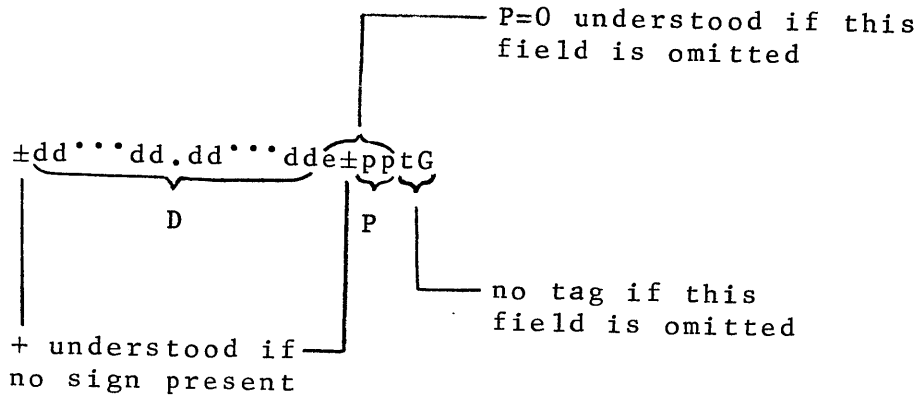 P=0 understood if this
field is omitted
±dd···dd.dd···dde±pptG
D
P
no tag if this
field is omitted
+ understood if
no sign present